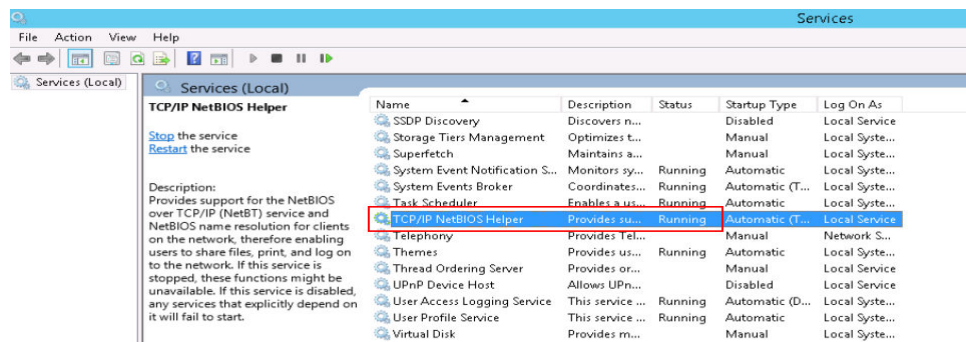 Services
File Action View Help
Services (Local)
Services (Local)
TCP/IP NetBIOS Helper
Stop the service
Restart the service
Description:
Provides support for the NetBIOS
over TCP/IP (NetBT) service and
NetBIOS name resolution for clients
on the network, therefore enabling
users to share files, print, and log on
to the network. If this service is
stopped, these functions might be
unavailable. If this service is disabled,
any services that explicitly depend on
it will fail to start.
Name Description Status Startup Type Log On As
SSDP Discovery Discovers n... Disabled Local Service
Storage Tiers Management Optimizes t... Manual Local Syste...
Superfetch Maintains a... Manual Local Syste...
System Event Notification S... Monitors sy... Running Automatic Local Syste...
System Events Broker Coordinates... Running Automatic (T... Local Syste...
Task Scheduler Enables a us... Running Automatic Local Syste...
TCP/IP NetBIOS Helper Provides su... Running Automatic (T... Local Service
Telephony Provides Tel... Manual Network S...
Themes Provides us... Running Automatic Local Syste...
Thread Ordering Server Provides or... Manual Local Service
UPnP Device Host Allows UPn... Disabled Local Service
User Access Logging Service This service ... Running Automatic (D... Local Syste...
User Profile Service This service ... Running Automatic Local Syste...
Virtual Disk Provides m... Manual Local Syste...